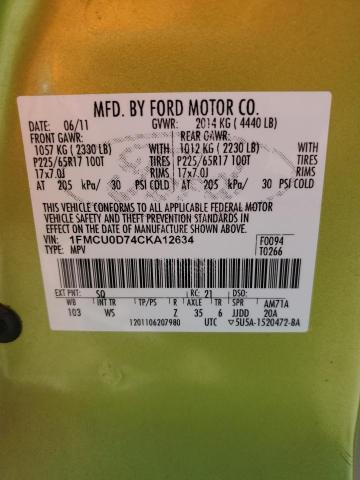 MFD. BY FORD MOTOR CO.
DATE: 06/11 GVWR: 2014 KG (4440 LB)
FRONT GAWR: REAR GAWR:
1057 KG (2330 LB) WITH 1012 KG (2230 LB) WITH
P225/65R17 100T TIRES P225/65R17 100T TIRES
17x7.0J RIMS 17x7.0J RIMS
AT 205 kPa/ 30 PSI COLD AT 205 kPa/ 30 PSI COLD
THIS VEHICLE CONFORMS TO ALL APPLICABLE FEDERAL MOTOR
VEHICLE SAFETY AND BUMPER AND THEFT PREVENTION STANDARDS IN
EFFECT ON THE DATE OF MANUFACTURE SHOWN ABOVE.
VIN: 1FMCU0D74CKA12634 F0094
TYPE: MPV T0266
EXT PNT: SQ RC: 21 DSO:
WB INT TR TP/PS R AXLE TR SPR AM71A
103 WS Z 35 6 JJDD 20A
1201106207980 UTC ▽5U5A-1520472-BA